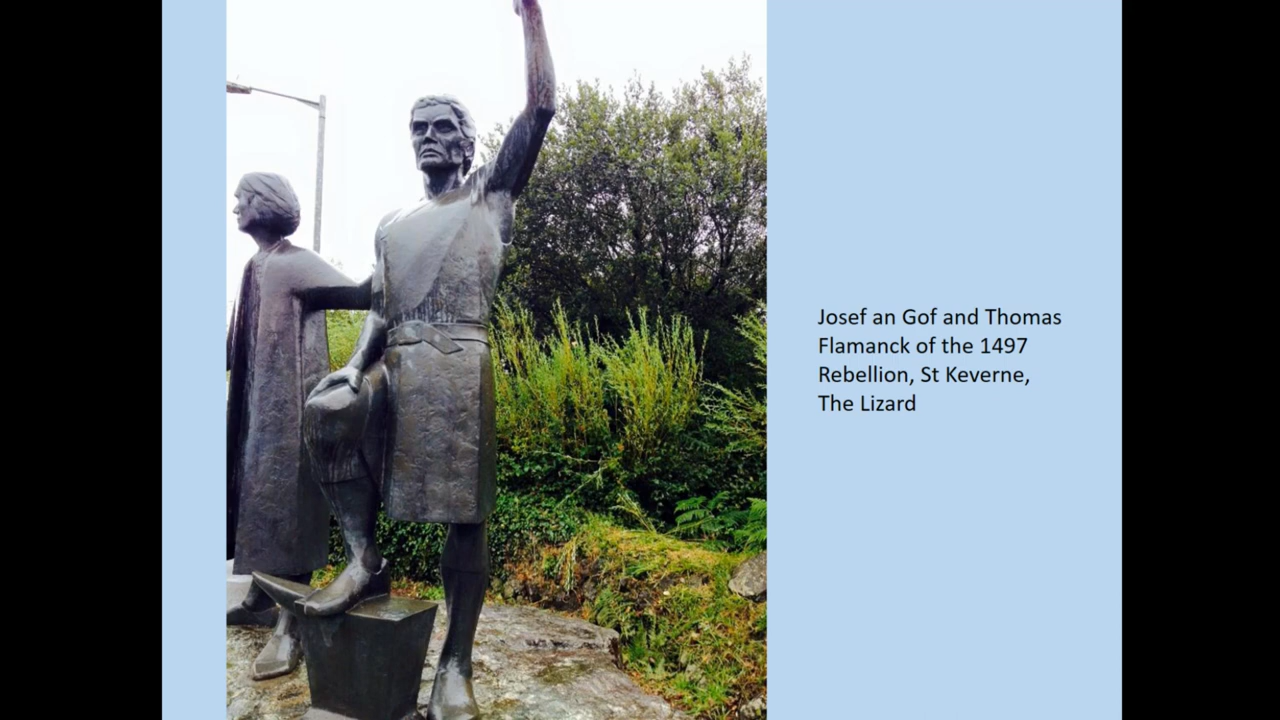 Josef an Gof and Thomas
Flamanck of the 1497
Rebellion, St Keverne,
The Lizard